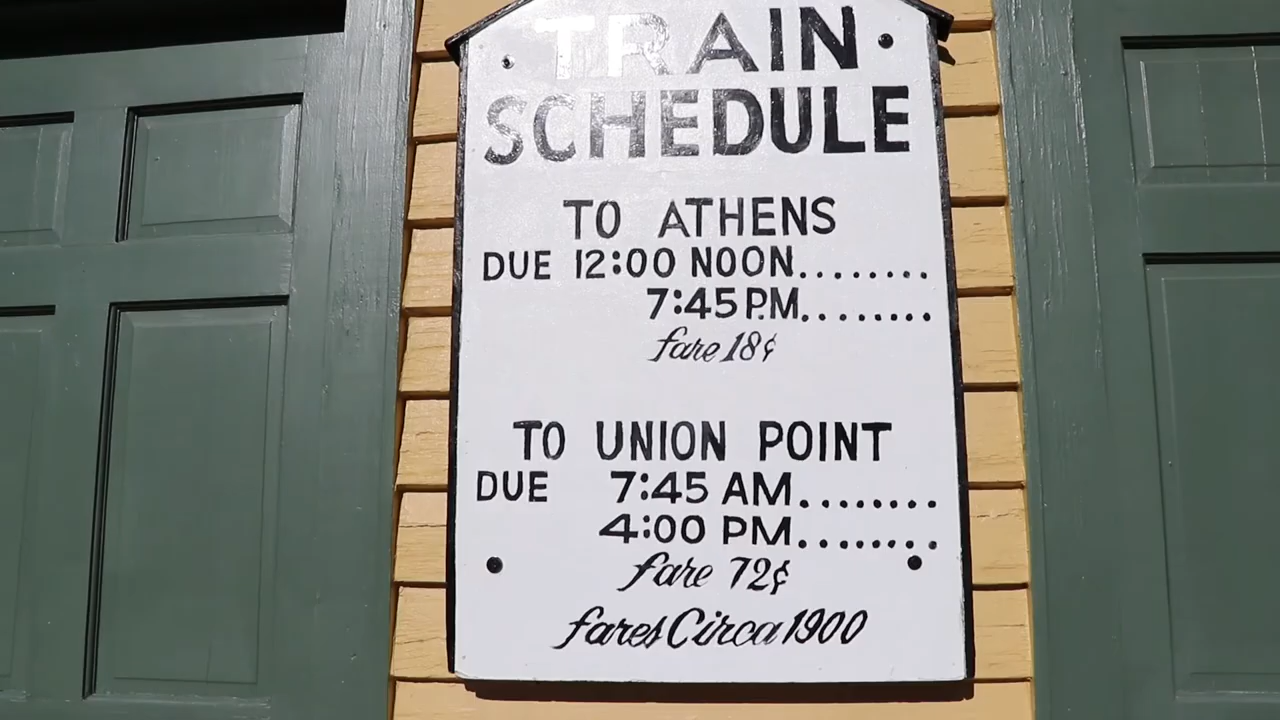 TRAIN
SCHEDULE
TO ATHENS
DUE 12:00 NOON........
7:45 P.M........
fare 18¢
TO UNION POINT
DUE 7:45 AM........
4:00 PM........
fare 72¢
fares Circa 1900